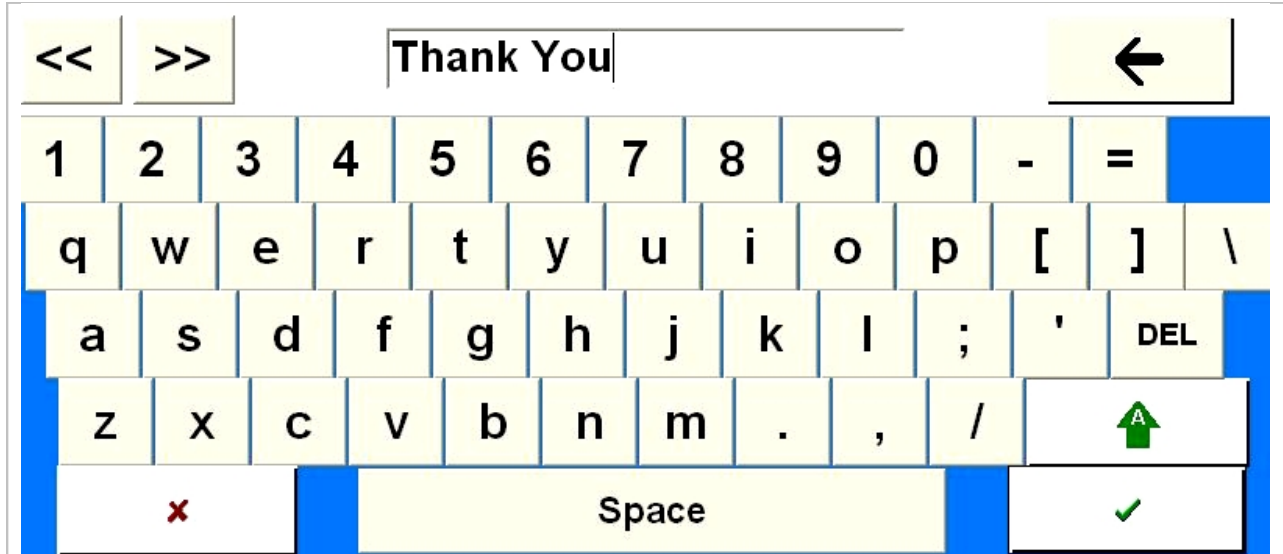 << >> Thank You ←
1 2 3 4 5 6 7 8 9 0 - =
q w e r t y u i o p [ ] \
a s d f g h j k l ; ' DEL
z x c v b n m . , / A
✘ Space ✓